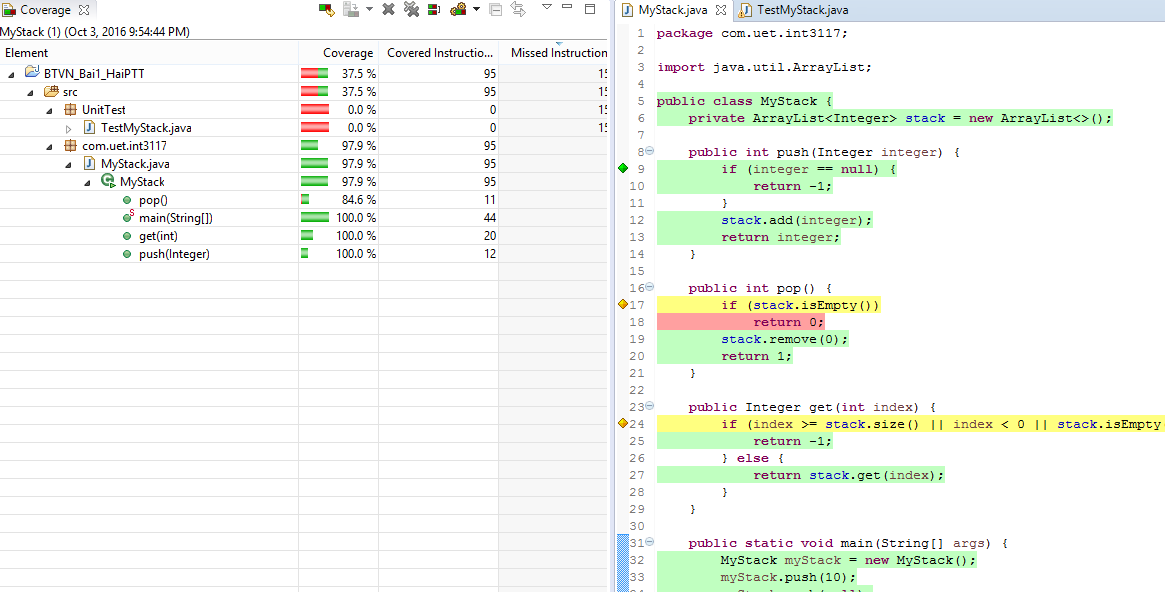 Coverage
MyStack (1) (Oct 3, 2016 9:54:44 PM)
Element Coverage Covered Instructio... Missed Instruction
BTVN_Bai1_HaiPTT 37.5 % 95 15
src 37.5 % 95 15
UnitTest 0.0 % 0 15
TestMyStack.java 0.0 % 0 15
com.uet.int3117 97.9 % 95
MyStack.java 97.9 % 95
MyStack 97.9 % 95
pop() 84.6 % 11
main(String[]) 100.0 % 44
get(int) 100.0 % 20
push(Integer) 100.0 % 12
MyStack.java TestMyStack.java
1 package com.uet.int3117;
2
3 import java.util.ArrayList;
4
5 public class MyStack {
6 private ArrayList<Integer> stack = new ArrayList<>();
7
8 public int push(Integer integer) {
9 if (integer == null) {
10 return -1;
11 }
12 stack.add(integer);
13 return integer;
14 }
15
16 public int pop() {
17 if (stack.isEmpty())
18 return 0;
19 stack.remove(0);
20 return 1;
21 }
22
23 public Integer get(int index) {
24 if (index >= stack.size() || index < 0 || stack.isEmpty
25 return -1;
26 } else {
27 return stack.get(index);
28 }
29 }
30
31 public static void main(String[] args) {
32 MyStack myStack = new MyStack();
33 myStack.push(10);